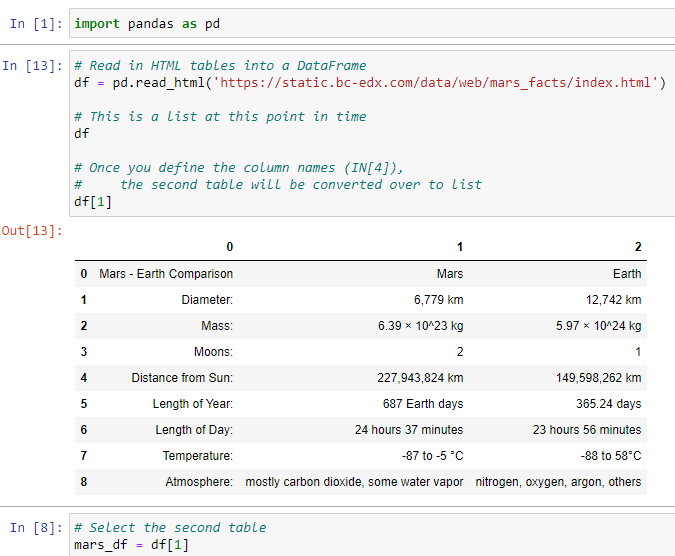 In [1]: import pandas as pd
In [13]: # Read in HTML tables into a DataFrame
df = pd.read_html('https://static.bc-edx.com/data/web/mars_facts/index.html')
# This is a list at this point in time
df
# Once you define the column names (IN[4]),
#     the second table will be converted over to list
df[1]
Out[13]:
0 1 2
0 Mars - Earth Comparison Mars Earth
1 Diameter: 6,779 km 12,742 km
2 Mass: 6.39 × 10^23 kg 5.97 × 10^24 kg
3 Moons: 2 1
4 Distance from Sun: 227,943,824 km 149,598,262 km
5 Length of Year: 687 Earth days 365.24 days
6 Length of Day: 24 hours 37 minutes 23 hours 56 minutes
7 Temperature: -87 to -5 °C -88 to 58°C
8 Atmosphere: mostly carbon dioxide, some water vapor nitrogen, oxygen, argon, others
In [8]: # Select the second table
mars_df = df[1]